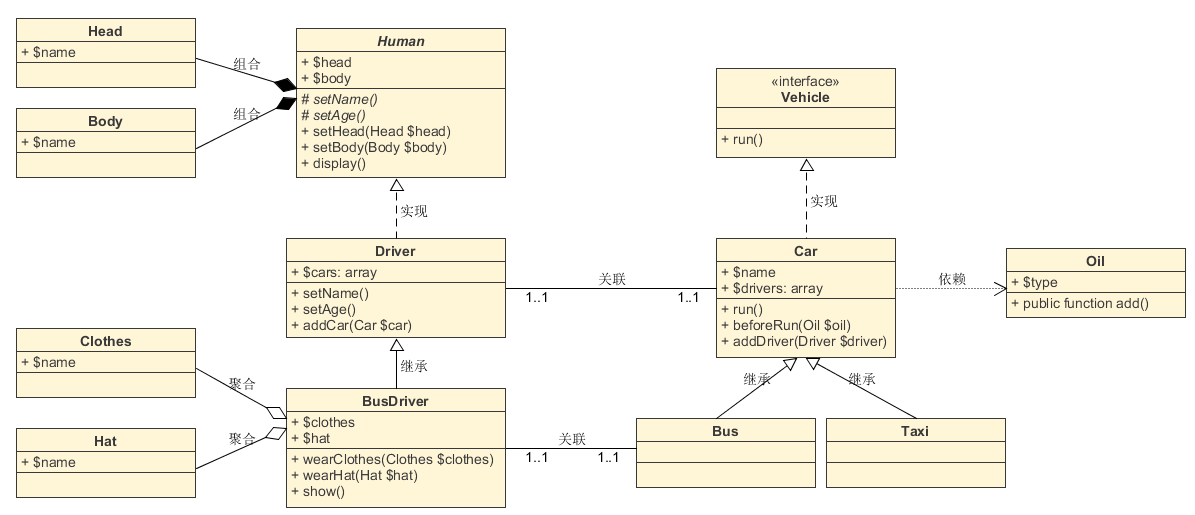 Head
+ $name
Body
+ $name
组合
组合
Human
+ $head
+ $body
# setName()
# setAge()
+ setHead(Head $head)
+ setBody(Body $body)
+ display()
«interface»
Vehicle
+ run()
实现
实现
Driver
+ $cars: array
+ setName()
+ setAge()
+ addCar(Car $car)
关联
1..1
1..1
Car
+ $name
+ $drivers: array
+ run()
+ beforeRun(Oil $oil)
+ addDriver(Driver $driver)
依赖
Oil
+ $type
+ public function add()
继承
继承
继承
Clothes
+ $name
Hat
+ $name
聚合
聚合
BusDriver
+ $clothes
+ $hat
+ wearClothes(Clothes $clothes)
+ wearHat(Hat $hat)
+ show()
关联
1..1
1..1
Bus
Taxi